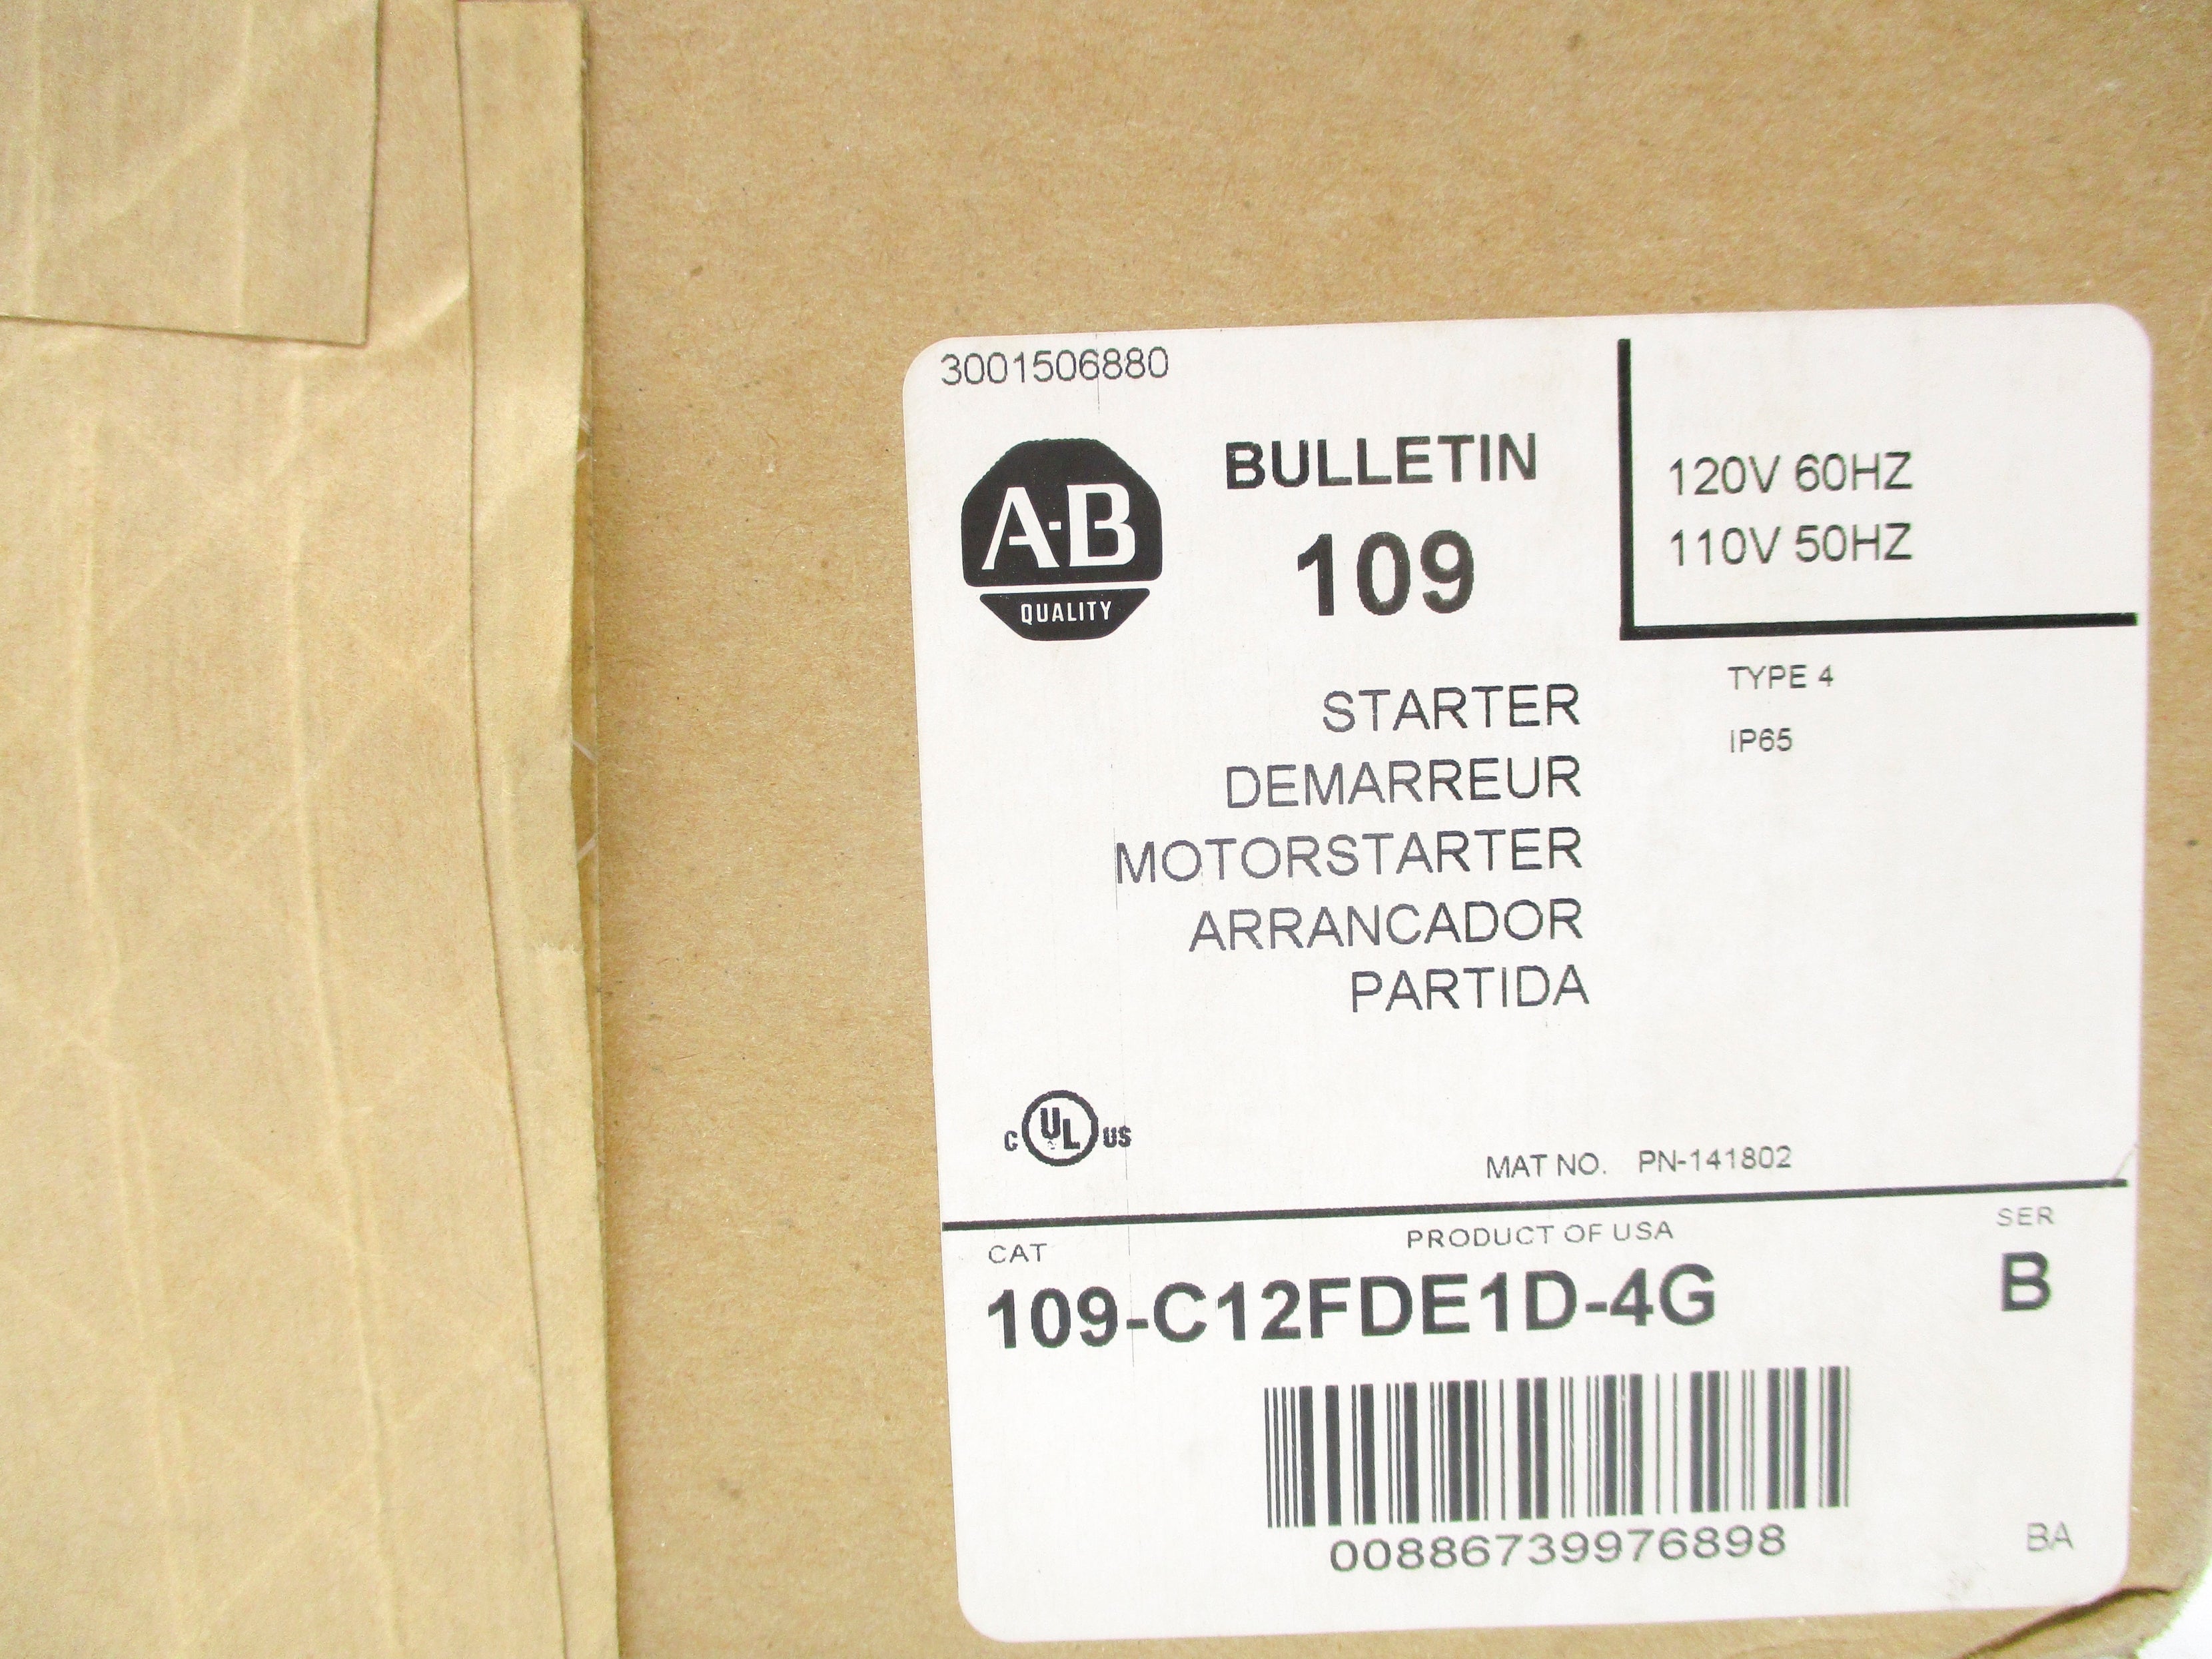 3001506880
A-B
QUALITY
BULLETIN
109
120V 60HZ
110V 50HZ
TYPE 4
IP65
STARTER
DEMARREUR
MOTORSTARTER
ARRANCADOR
PARTIDA
C UL US
MAT NO. PN-141802
CAT
PRODUCT OF USA
SER
109-C12FDE1D-4G
B
00886739976898
BA